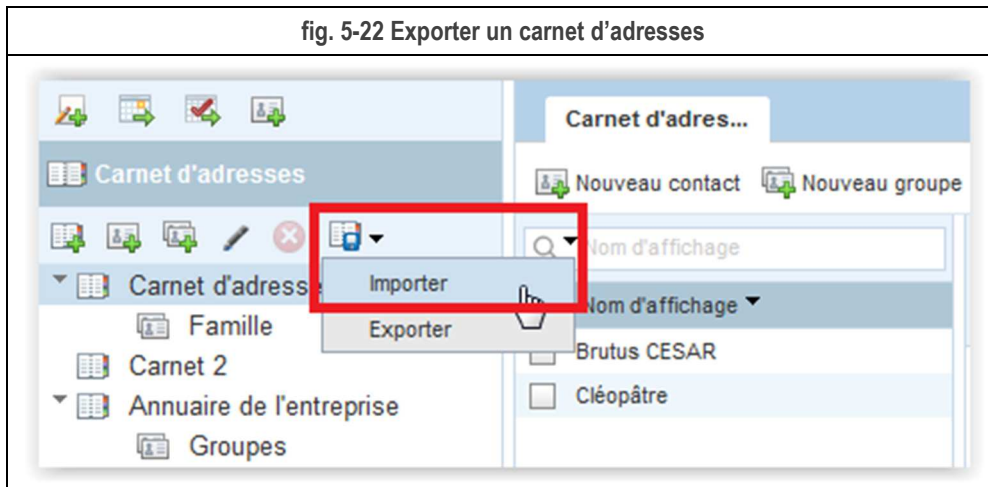 fig. 5-22 Exporter un carnet d’adresses
Carnet d'adres...
Carnet d'adresses
Nouveau contact
Nouveau groupe
Nom d'affichage
Carnet d'adresse
Importer
Exporter
Nom d'affichage
Famille
Brutus CESAR
Carnet 2
Cléopâtre
Annuaire de l'entreprise
Groupes